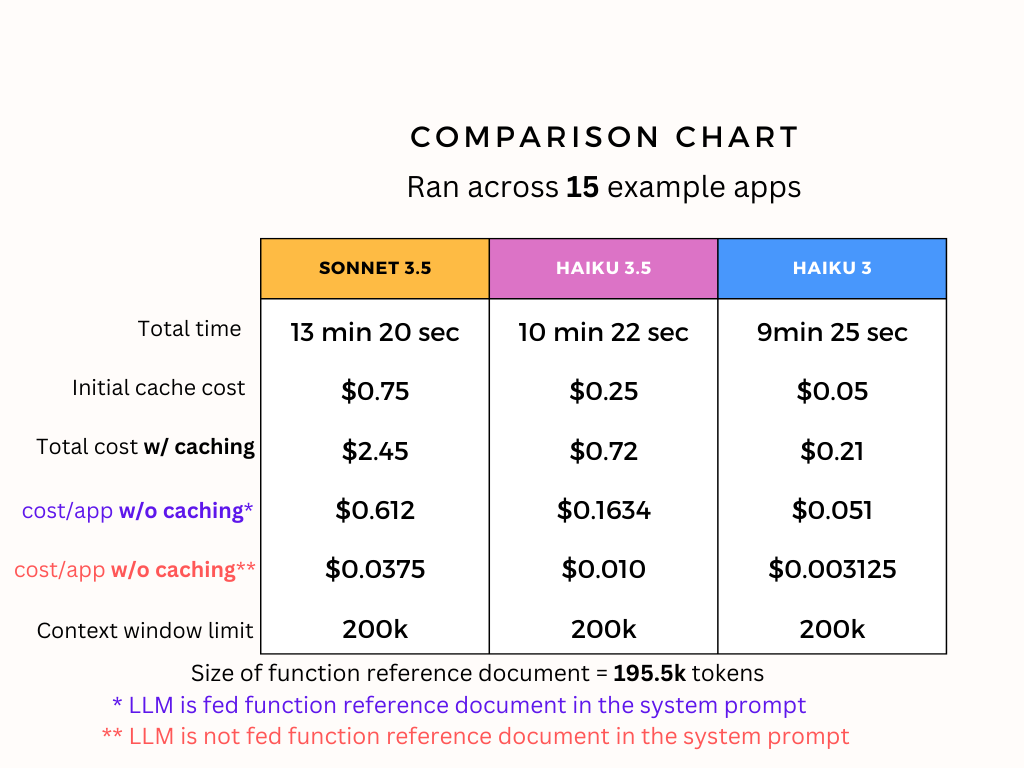 COMPARISON CHART
Ran across 15 example apps
SONNET 3.5 HAIKU 3.5 HAIKU 3
Total time 13 min 20 sec 10 min 22 sec 9min 25 sec
Initial cache cost $0.75 $0.25 $0.05
Total cost w/ caching $2.45 $0.72 $0.21
cost/app w/o caching* $0.612 $0.1634 $0.051
cost/app w/o caching** $0.0375 $0.010 $0.003125
Context window limit 200k 200k 200k
Size of function reference document = 195.5k tokens
* LLM is fed function reference document in the system prompt
** LLM is not fed function reference document in the system prompt